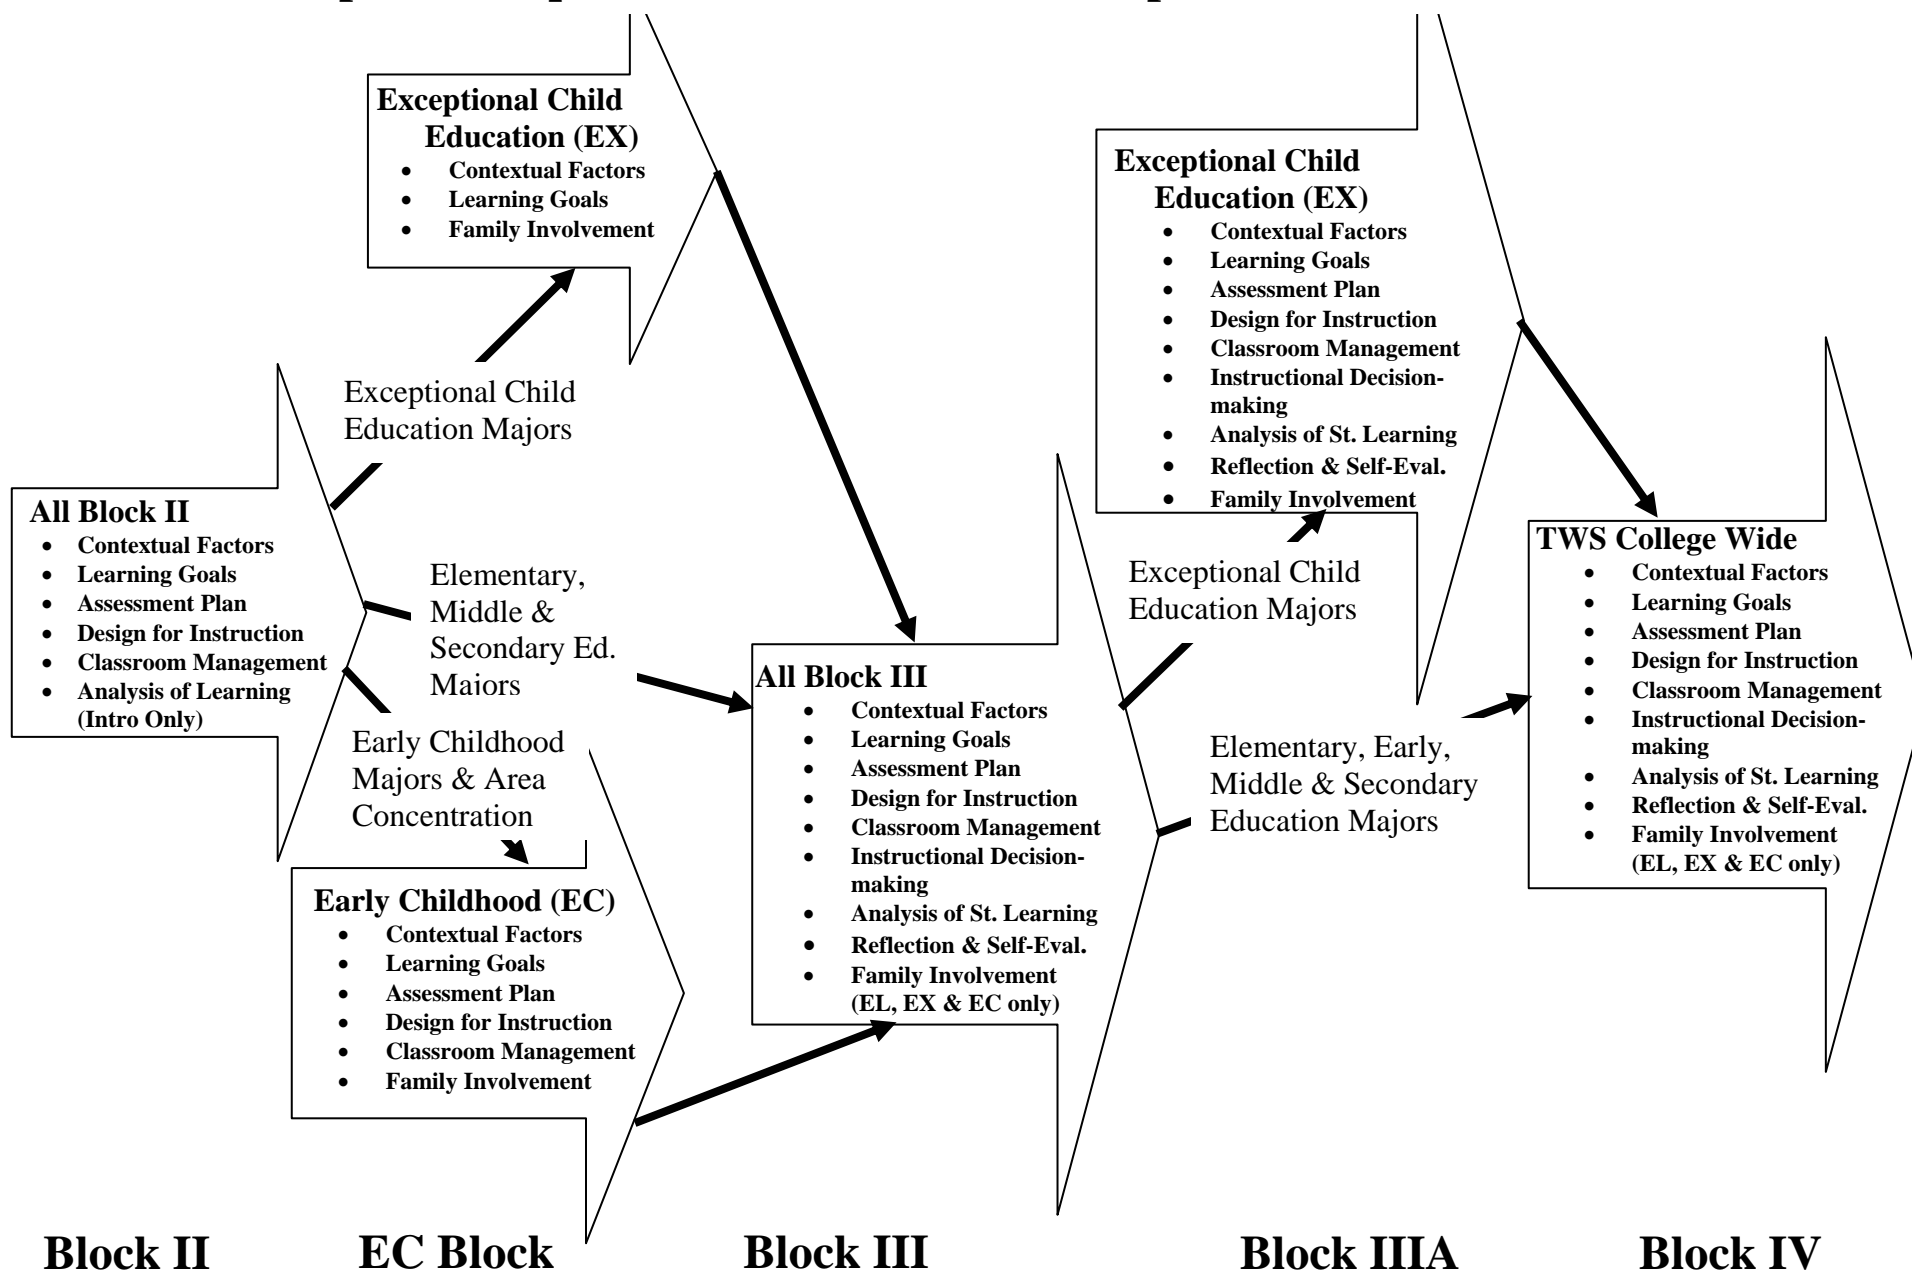 Exceptional Child
Education (EX)
• Contextual Factors
• Learning Goals
• Family Involvement
Exceptional Child
Education (EX)
• Contextual Factors
• Learning Goals
• Assessment Plan
• Design for Instruction
• Classroom Management
• Instructional Decision-
making
• Analysis of St. Learning
• Reflection & Self-Eval.
• Family Involvement
Exceptional Child
Education Majors
All Block II
• Contextual Factors
• Learning Goals
• Assessment Plan
• Design for Instruction
• Classroom Management
• Analysis of Learning
(Intro Only)
Elementary,
Middle &
Secondary Ed.
Majors
Early Childhood
Majors & Area
Concentration
Early Childhood (EC)
• Contextual Factors
• Learning Goals
• Assessment Plan
• Design for Instruction
• Classroom Management
• Family Involvement
All Block III
• Contextual Factors
• Learning Goals
• Assessment Plan
• Design for Instruction
• Classroom Management
• Instructional Decision-
making
• Analysis of St. Learning
• Reflection & Self-Eval.
• Family Involvement
(EL, EX & EC only)
Exceptional Child
Education Majors
Elementary, Early,
Middle & Secondary
Education Majors
TWS College Wide
• Contextual Factors
• Learning Goals
• Assessment Plan
• Design for Instruction
• Classroom Management
• Instructional Decision-
making
• Analysis of St. Learning
• Reflection & Self-Eval.
• Family Involvement
(EL, EX & EC only)
Block II
EC Block
Block III
Block IIIA
Block IV